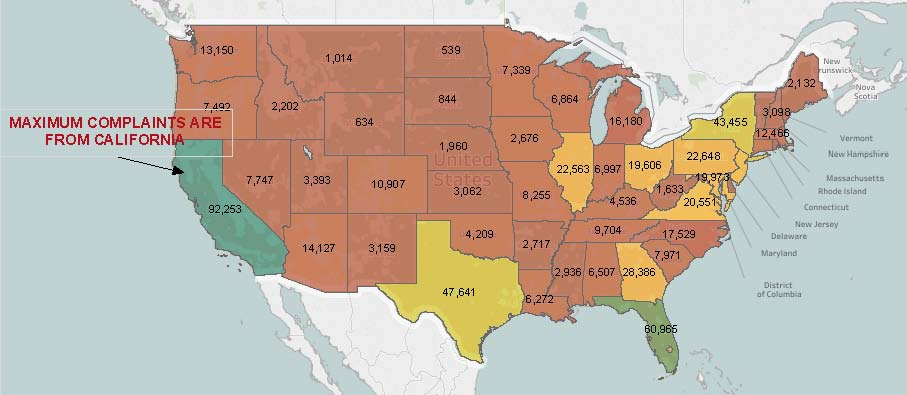 New
Brunswick
Nova
Scotia
13,150
1,014
539
7,339
2,132
7,492
2,202
844
6,864
16,180
43,455
3,098
12,466
634
MAXIMUM COMPLAINTS ARE
FROM CALIFORNIA
Vermont
New Hampshire
Massachusetts
Rhode Island
Connecticut
New Jersey
Delaware
Maryland
District
of Columbia
1,960
2,676
22,563
6,997
19,606
22,648
19,973
United
States
7,747
3,393
10,907
3,062
8,255
4,536
1,633
20,551
92,253
14,127
3,159
4,209
2,717
9,704
17,529
7,971
47,641
6,272
2,936
6,507
28,386
60,965